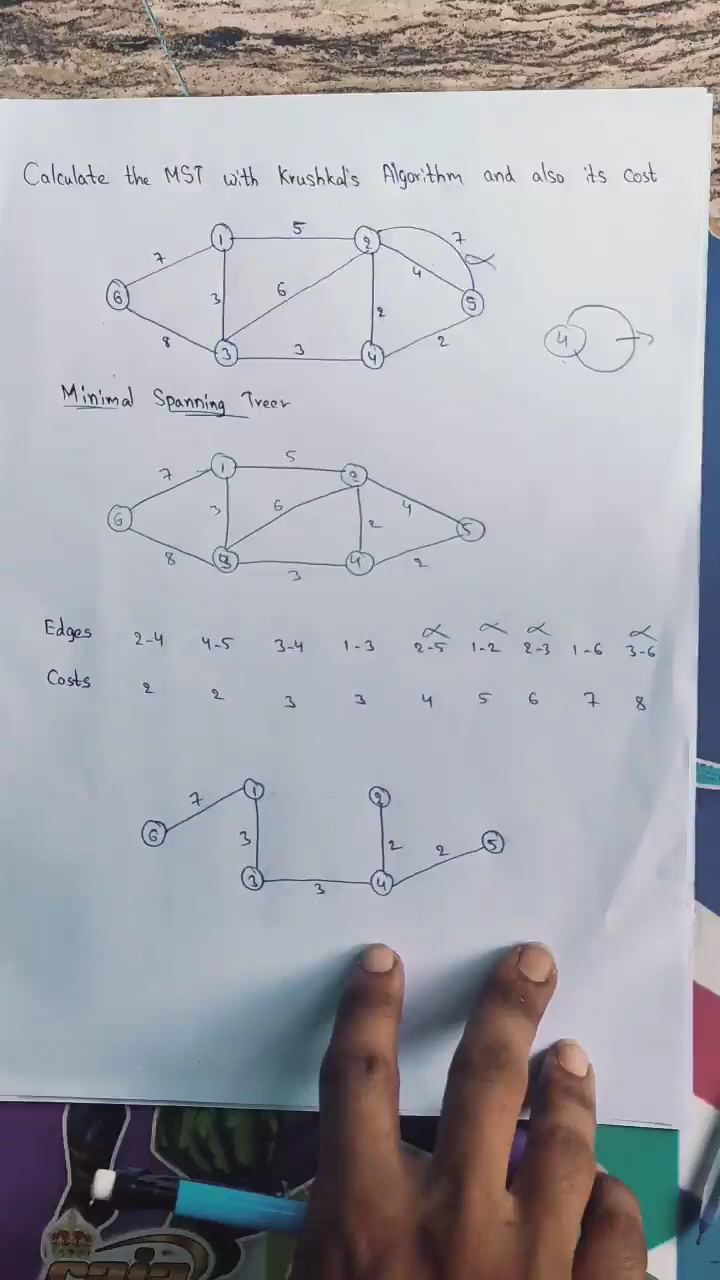 Calculate the MST with Krushkal's Algorithm and also its cost
1 5 2 7
7 4
6 3 6 2 5
8 3 3 4 2
4
Minimal Spanning Treer
1 5 2
7 3 6 4
6 2 5
8 3 3 4 2
Edges 2-4 4-5 3-4 1-3 2-5 1-2 2-3 1-6 3-6
Costs 2 2 3 3 4 5 6 7 8
7 1 2
6 3 2 2 5
3 3 4